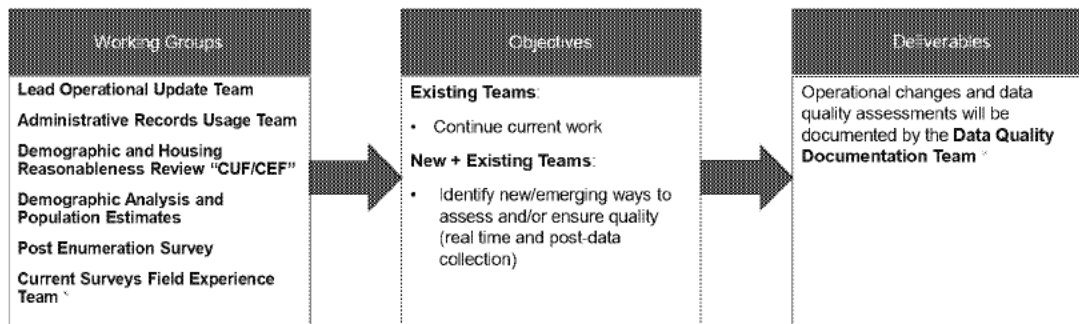 Working Groups
Lead Operational Update Team
Administrative Records Usage Team
Demographic and Housing
Reasonableness Review “CUF/CEF”
Demographic Analysis and
Population Estimates
Post Enumeration Survey
Current Surveys Field Experience
Team *
Objectives
Existing Teams:
• Continue current work
New + Existing Teams:
• Identify new/emerging ways to
assess and/or ensure quality
(real time and post-data
collection)
Deliverables
Operational changes and data
quality assessments will be
documented by the Data Quality
Documentation Team *